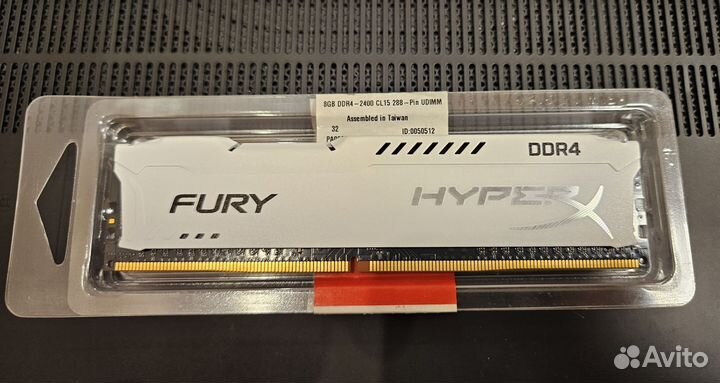 8GB DDR4-2400 CL15 288-Pin UDIMM
Assembled in Taiwan
32
ID:0050512
DDR4
FURY
HYPERX
Avito